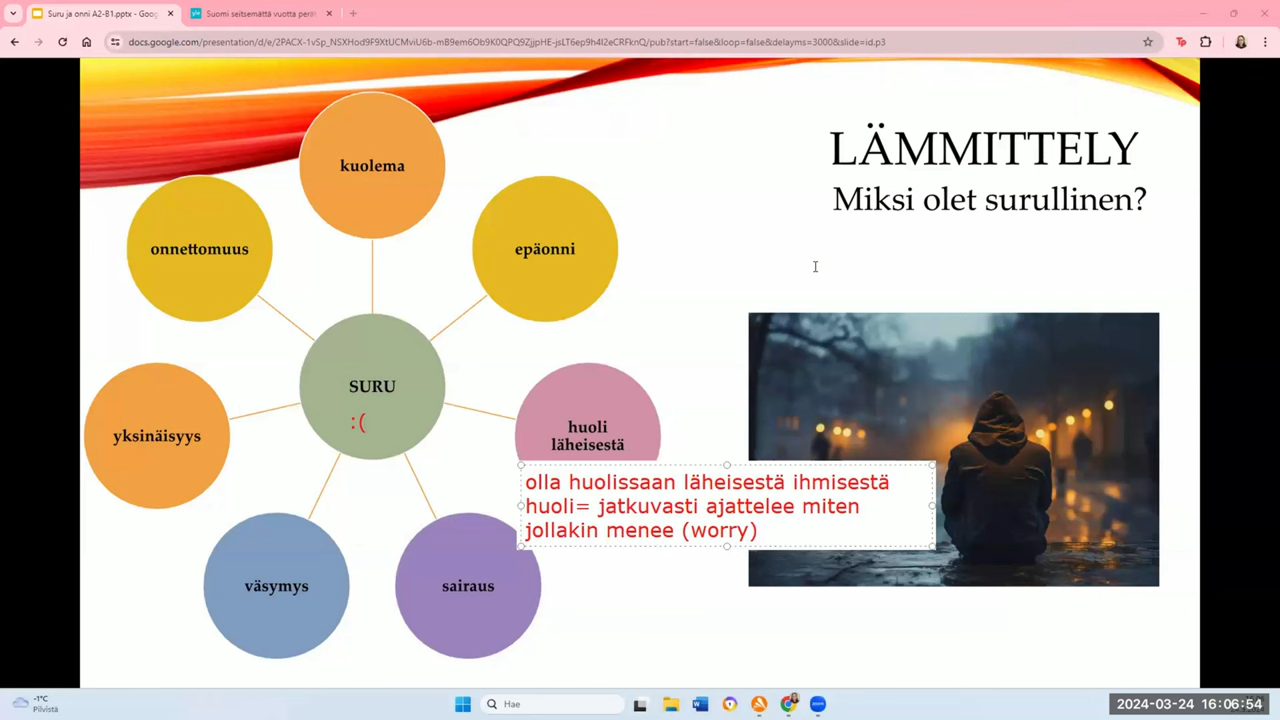 Suru ja onni A2-B1.pptx - Goog
yle
Suomi seitsemättä vuotta perät
docs.google.com/presentation/d/e/2PACX-1vSp_NSXHod9F9XtUCMviU6b-mB9em6Ob9K0QPQ9ZjjpHE-jsLT6ep9h4l2eCRFknQ/pub?start=false&loop=false&delayms=3000&slide=id.p3
LÄMMITTELY
Miksi olet surullinen?
kuolema
onnettomuus
epäonni
SURU
:(
huoli
läheisestä
yksinäisyys
olla huolissaan läheisestä ihmisestä
huoli= jatkuvasti ajattelee miten
jollakin menee (worry)
väsymys
sairaus
-1°C
Pilvistä
Hae
2024-03-24 16:06:54